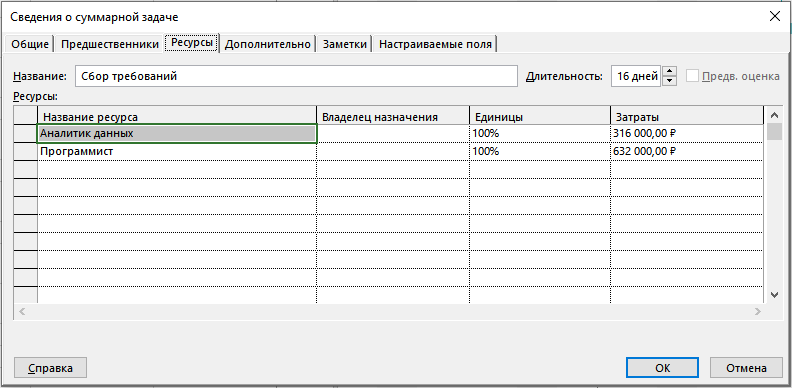 Сведения о суммарной задаче
Общие Предшественники Ресурсы Дополнительно Заметки Настраиваемые поля
Название: Сбор требований Длительность: 16 дней Предв. оценка
Ресурсы:
Название ресурса Владелец назначения Единицы Затраты
Аналитик данных 100% 316 000,00 ₽
Программист 100% 632 000,00 ₽
Справка ОК Отмена